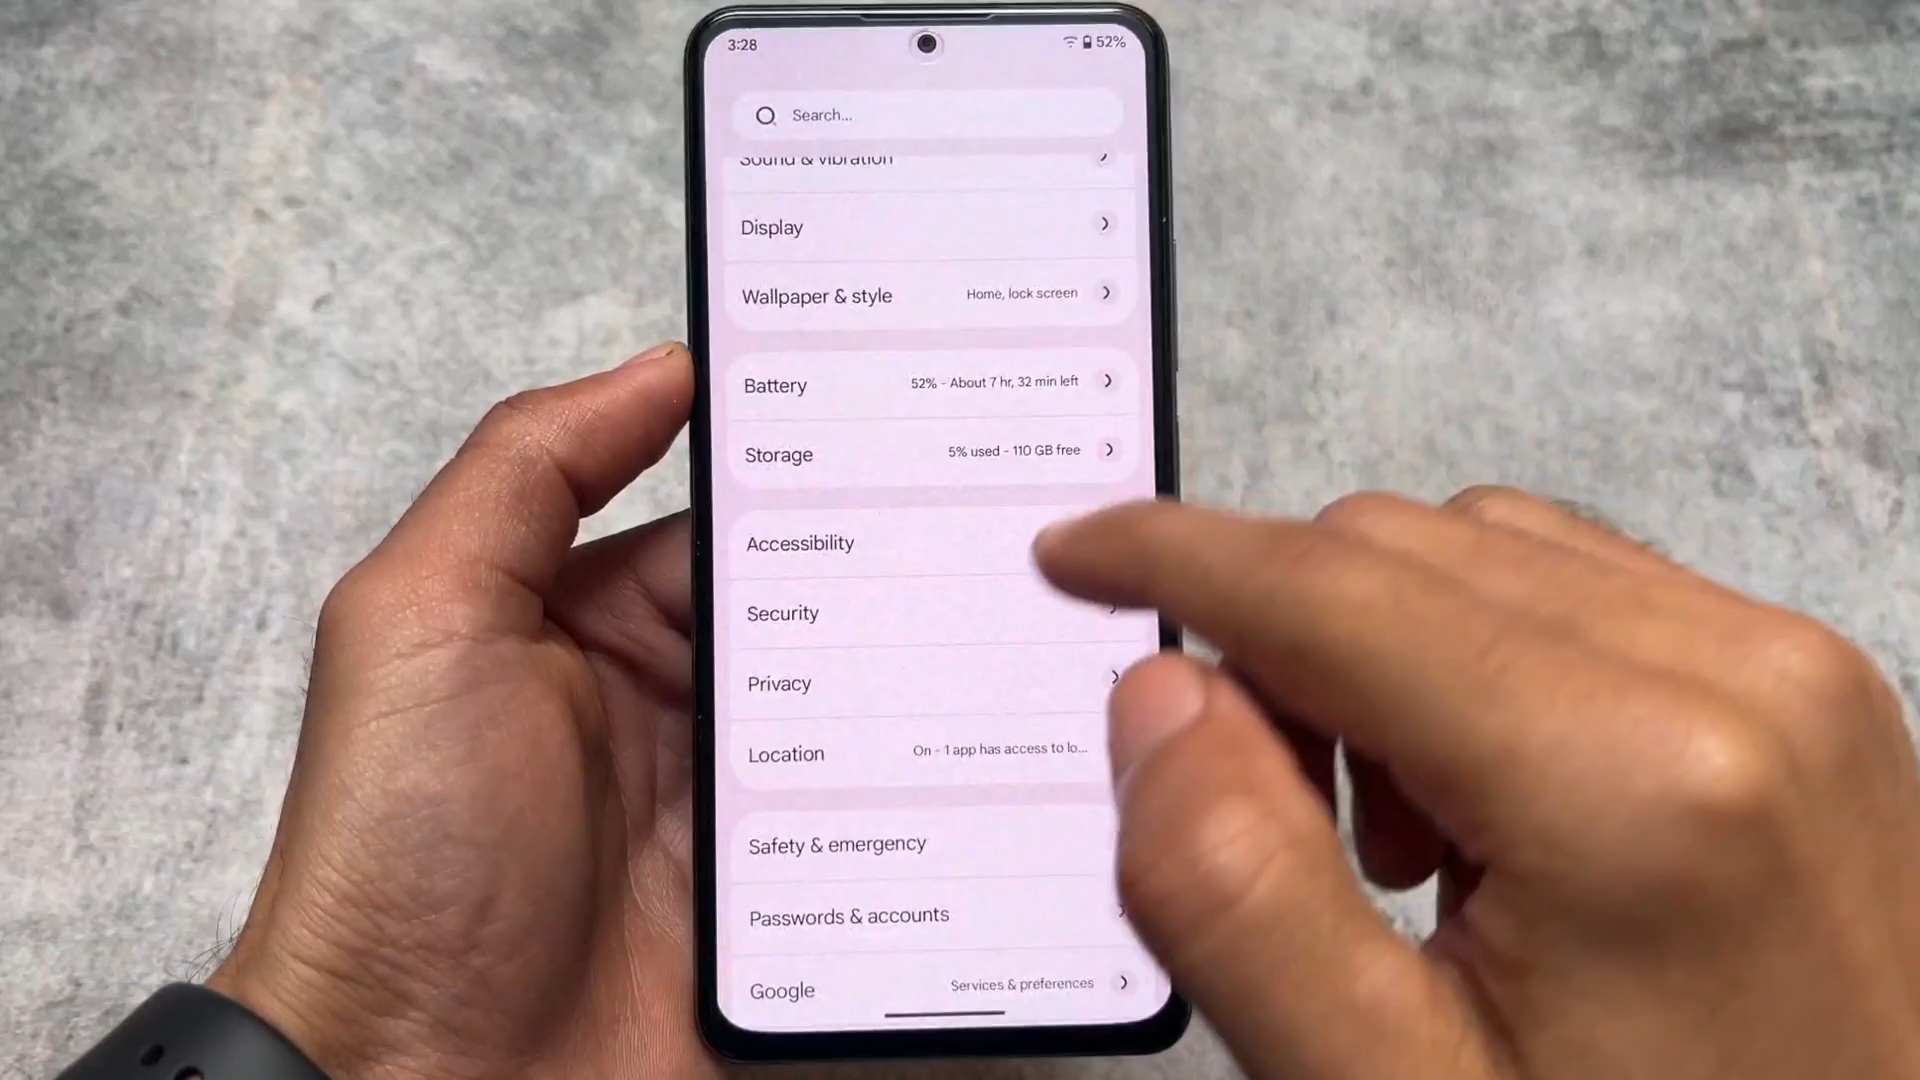 3:28
52%
Search...
Sound & vibration
Display
Wallpaper & style Home, lock screen
Battery 52% - About 7 hr, 32 min left
Storage 5% used - 110 GB free
Accessibility
Security
Privacy
Location On - 1 app has access to lo...
Safety & emergency
Passwords & accounts
Google Services & preferences